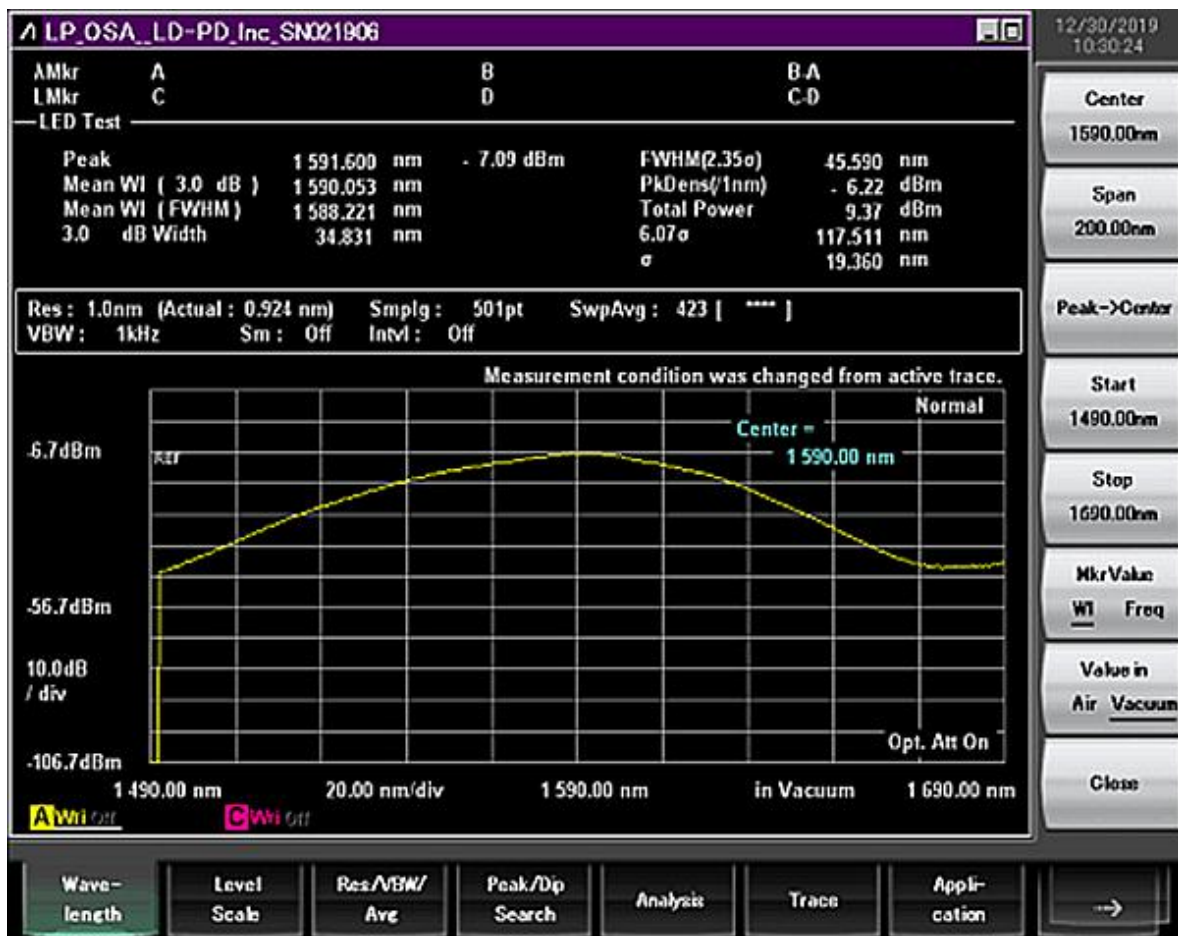 LP_OSA__LD-PD_Inc_SN021906
12/30/2019
10:30:24
λMkr A B B-A
LMkr C D C-D
LED Test
Peak 1 591.600 nm - 7.09 dBm FWHM(2.35σ) 45.590 nm
Mean Wl ( 3.0 dB ) 1 590.053 nm PkDens(/1nm) - 6.22 dBm
Mean Wl ( FWHM ) 1 588.221 nm Total Power 9.37 dBm
3.0 dB Width 34.831 nm 6.07σ 117.511 nm
σ 19.360 nm
Res : 1.0nm (Actual : 0.924 nm) Smplg : 501pt SwpAvg : 423 [ **** ]
VBW : 1kHz Sm : Off Intvl : Off
Measurement condition was changed from active trace.
Normal
Center =
1 590.00 nm
-6.7dBm
REF
-56.7dBm
10.0dB
/ div
-106.7dBm
Opt. Att On
1 490.00 nm 20.00 nm/div 1 590.00 nm in Vacuum 1 690.00 nm
A Wri off C Wri off
Center
1590.00nm
Span
200.00nm
Peak->Center
Start
1490.00nm
Stop
1690.00nm
Mkr Value
Wl Freq
Value in
Air Vacuum
Close
Wave-
length
Level
Scale
Res/VBW/
Avg
Peak/Dip
Search
Analysis
Trace
Appli-
cation